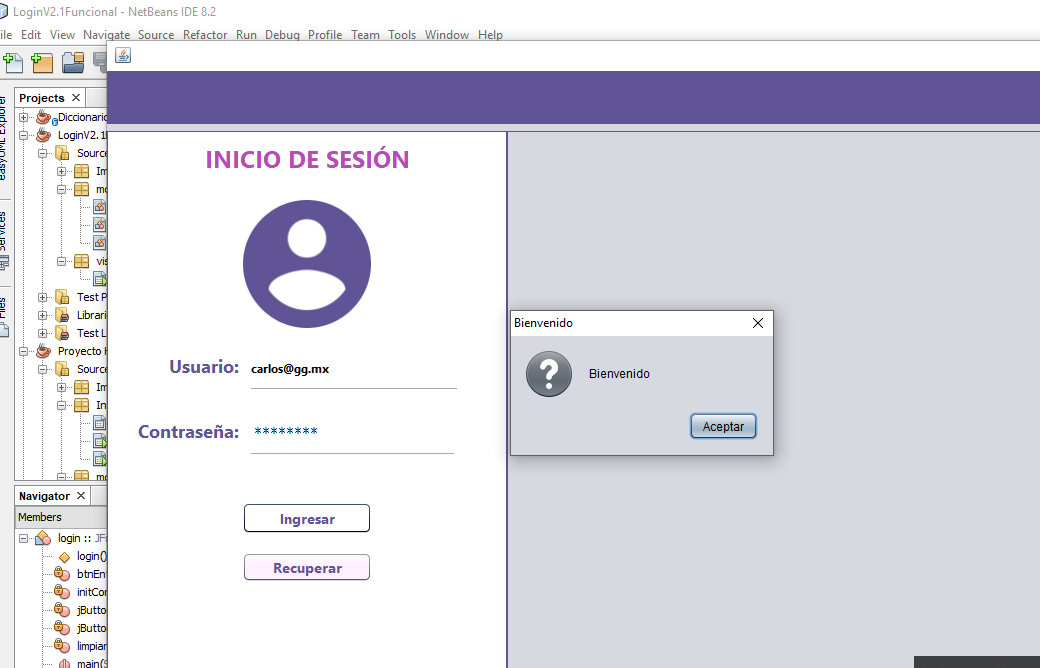 LoginV2.1Funcional - NetBeans IDE 8.2
ile Edit View Navigate Source Refactor Run Debug Profile Team Tools Window Help
Projects
Diccionario
LoginV2.1
Source
Im
mo
vis
Test P
Librari
Test L
Proyecto H
Source
Im
In
mo
easyUML Explorer
Services
Files
Navigator
Members
login :: JF
login()
btnEn
initCor
jButto
jButto
limpiar
main(S
INICIO DE SESIÓN
Usuario: carlos@gg.mx
Contraseña: ********
Ingresar
Recuperar
Bienvenido
Bienvenido
Aceptar